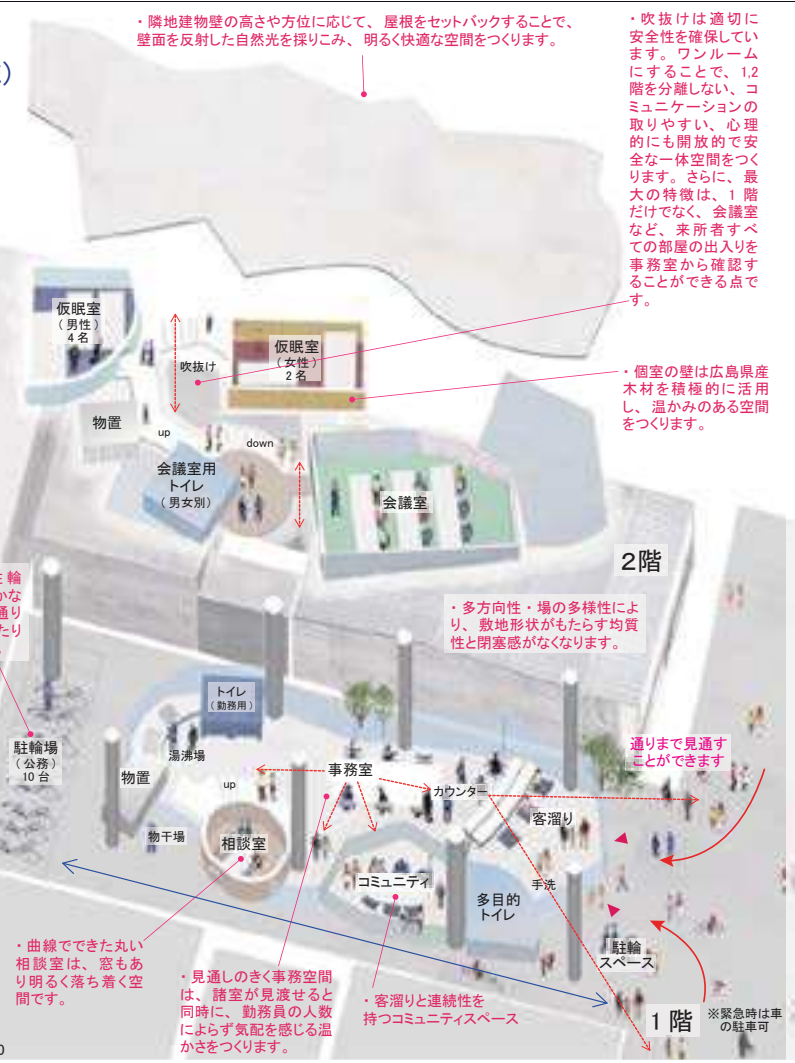 ・隣地建物壁の高さや方位に応じて、屋根をセットバックすることで、
壁面を反射した自然光を採りこみ、明るく快適な空間をつくります。
)
・吹抜けは適切に
安全性を確保してい
ます。ワンルーム
にすることで、1,2
階を分離しない、コ
ミュニケーションの
取りやすい、心理
的にも開放的で安
全な一体空間をつく
ります。さらに、最
大の特徴は、1 階
だけでなく、会議室
など、来所者すべ
ての部屋の出入りを
事務室から確認す
ることができる点で
す。
仮眠室
(男性)
4名
吹抜け
仮眠室
(女性)
2名
・個室の壁は広島県産
木材を積極的に活用
し、温かみのある空間
をつくります。
物置
up
down
会議室用
トイレ
(男女別)
会議室
2階
輪
かな
通り
たり
・多方向性・場の多様性によ
り、敷地形状がもたらす均質
性と閉塞感がなくなります。
トイレ
(勤務用)
駐輪場
(公務)
10台
湯沸場
物置
up
事務室
カウンター
通りまで見通す
ことができます
客溜り
物干場
相談室
コミュニティ
手洗
多目的
トイレ
駐輪
スペース
・曲線でできた丸い
相談室は、窓もあ
り明るく落ち着く空
間です。
・見通しのきく事務空間
は、諸室が見渡せると
同時に、勤務員の人数
によらず気配を感じる温
かさをつくります。
・客溜りと連続性を
持つコミュニティスペース
1階
※緊急時は車
の駐車可
0